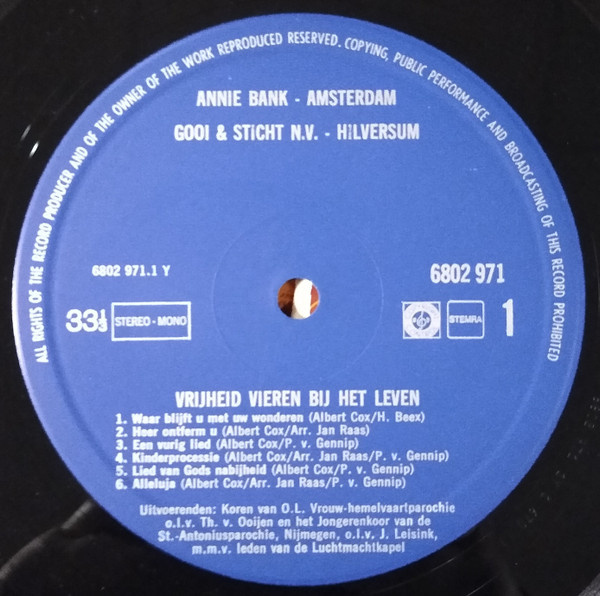 ALL RIGHTS OF THE RECORD PRODUCER AND OF THE OWNER OF THE WORK REPRODUCED RESERVED. COPYING, PUBLIC PERFORMANCE AND BROADCASTING OF THIS RECORD PROHIBITED
ANNIE BANK - AMSTERDAM
GOOI & STICHT N.V. - HILVERSUM
6802 971.1 Y
6802 971
33⅓
STEREO - MONO
STEMRA
1
VRIJHEID VIEREN BIJ HET LEVEN
1. Waar blijft u met uw wonderen (Albert Cox/H. Beex)
2. Heer ontferm u (Albert Cox/Arr. Jan Raas)
3. Een vurig lied (Albert Cox/P. v. Gennip)
4. Kinderprocessie (Albert Cox/Arr. Jan Raas/P. v. Gennip)
5. Lied van Gods nabijheid (Albert Cox/P. v. Gennip)
6. Alleluja (Albert Cox/Arr. Jan Raas/P. v. Gennip)
Uitvoerenden: Koren van O.L. Vrouw-hemelvaartparochie
o.l.v. Th. v. Ooijen en het Jongerenkoor van de
St.-Antoniusparochie, Nijmegen, o.l.v. J. Leisink,
m.m.v. leden van de Luchtmachtkapel